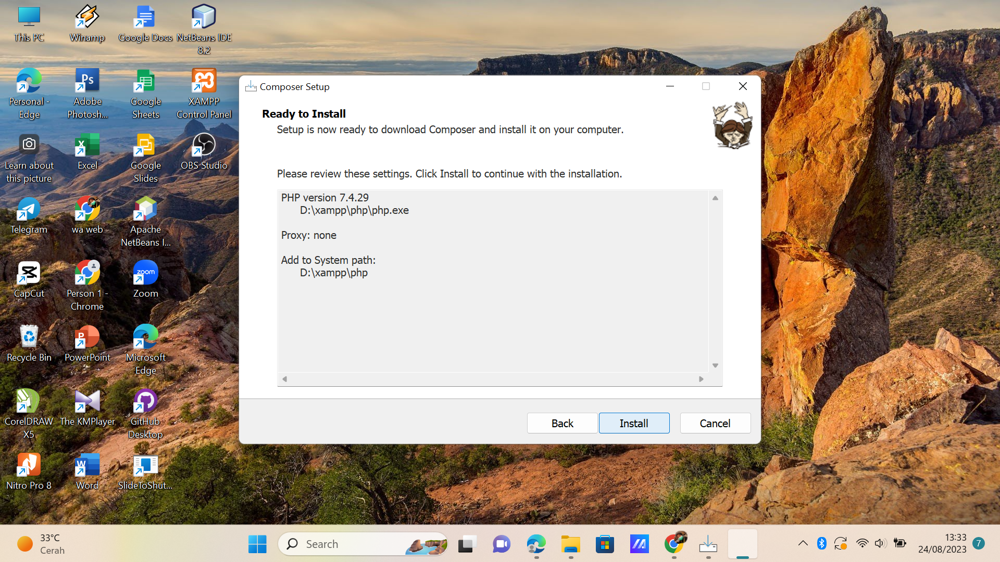 This PC
Winamp
Google Docs
NetBeans IDE
8.2
Personal -
Edge
Ps
Adobe
Photosh...
Google
Sheets
XAMPP
Control Panel
Learn about
this picture
X
Excel
Google
Slides
OBS Studio
Telegram
wa web
Apache
NetBeans I...
CapCut
Person 1 -
Chrome
zoom
Zoom
Recycle Bin
P
PowerPoint
Microsoft
Edge
CorelDRAW
X5
The KMPlayer
GitHub
Desktop
Nitro Pro 8
W
Word
SlideToShut...
Composer Setup
Ready to Install
Setup is now ready to download Composer and install it on your computer.
Please review these settings. Click Install to continue with the installation.
PHP version 7.4.29
D:\xampp\php\php.exe
Proxy: none
Add to System path:
D:\xampp\php
Back
Install
Cancel
33°C
Cerah
Search
13:33
24/08/2023
7